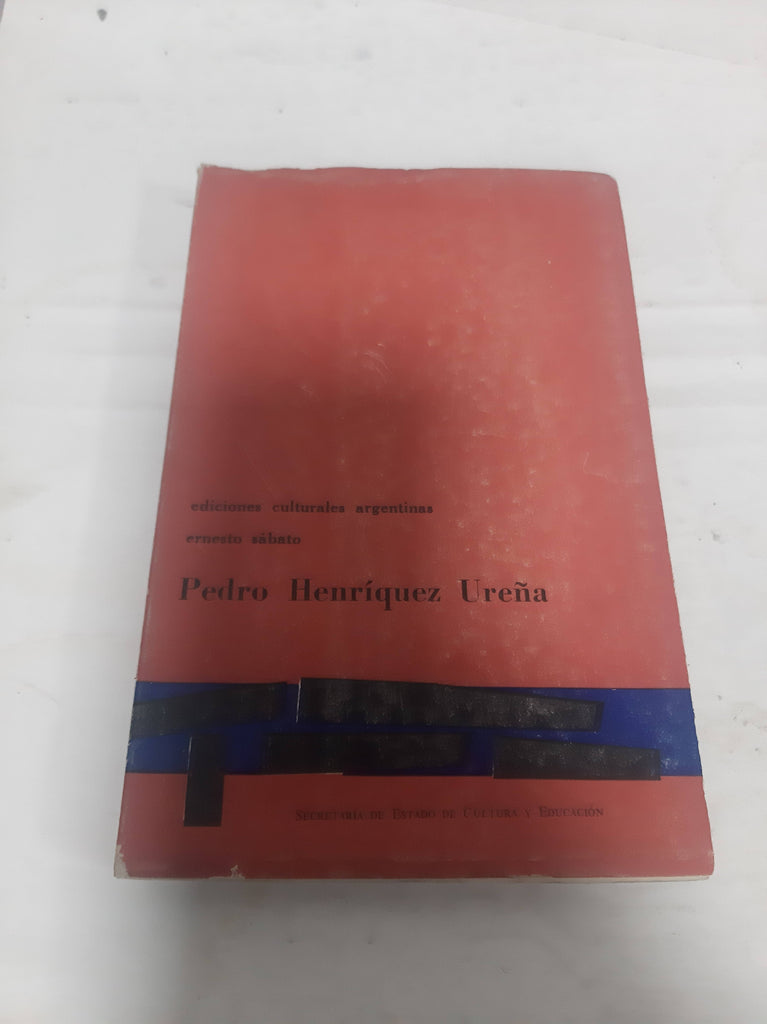 ediciones culturales argentinas
ernesto sábato
Pedro Henríquez Ureña
Secretaría de Estado de Cultura y Educación